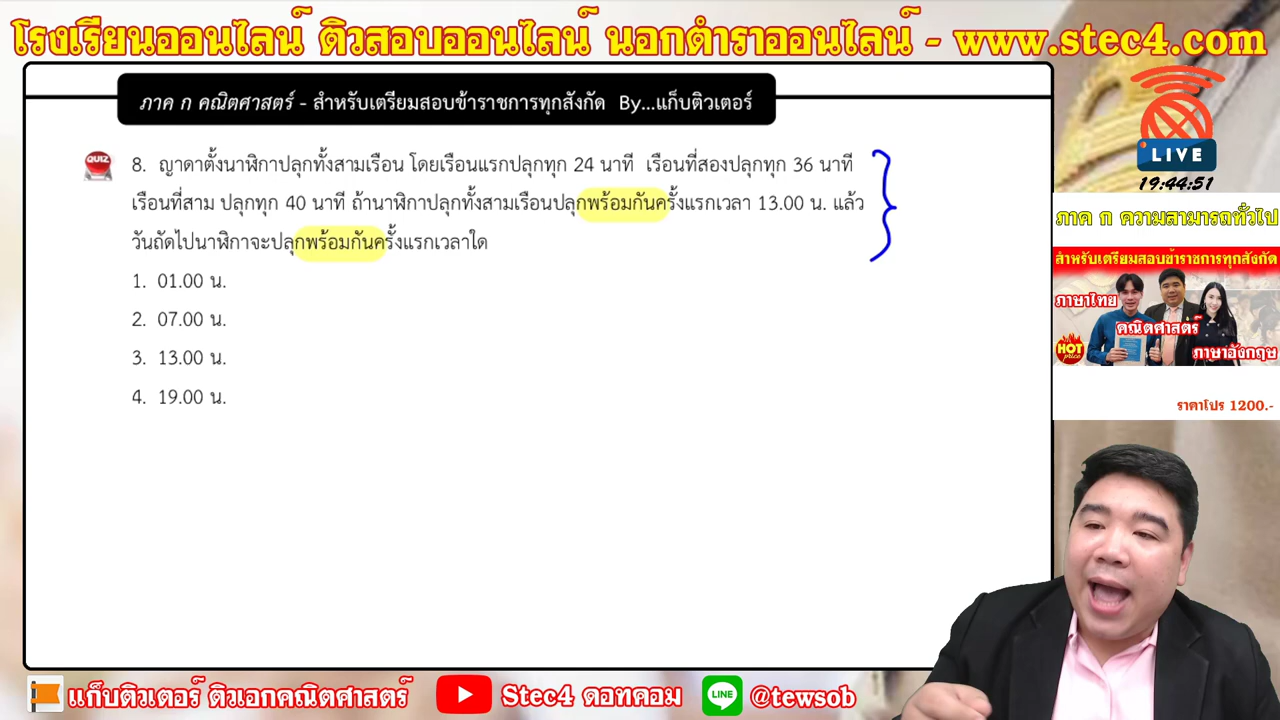 โรงเรียนออนไลน์ ติวสอบออนไลน์ นอกตำราออนไลน์ - www.stec4.com
ภาค ก คณิตศาสตร์ - สำหรับเตรียมสอบข้าราชการทุกสังกัด By...แก็บติวเตอร์
QUIZ
8. ญาดาตั้งนาฬิกาปลุกทั้งสามเรือน โดยเรือนแรกปลุกทุก 24 นาที เรือนที่สองปลุกทุก 36 นาที
เรือนที่สาม ปลุกทุก 40 นาที ถ้านาฬิกาปลุกทั้งสามเรือนปลุกพร้อมกันครั้งแรกเวลา 13.00 น. แล้ว
วันถัดไปนาฬิกาจะปลุกพร้อมกันครั้งแรกเวลาใด
1. 01.00 น.
2. 07.00 น.
3. 13.00 น.
4. 19.00 น.
LIVE
19:44:51
ภาค ก ความสามารถทั่วไป
สำหรับเตรียมสอบข้าราชการทุกสังกัด
ภาษาไทย
คณิตศาสตร์
ภาษาอังกฤษ
HOT
price
ราคาโปร 1200.-
แก็บติวเตอร์ ติวเอกคณิตศาสตร์
Stec4 ดอทคอม
LINE
@tewsob